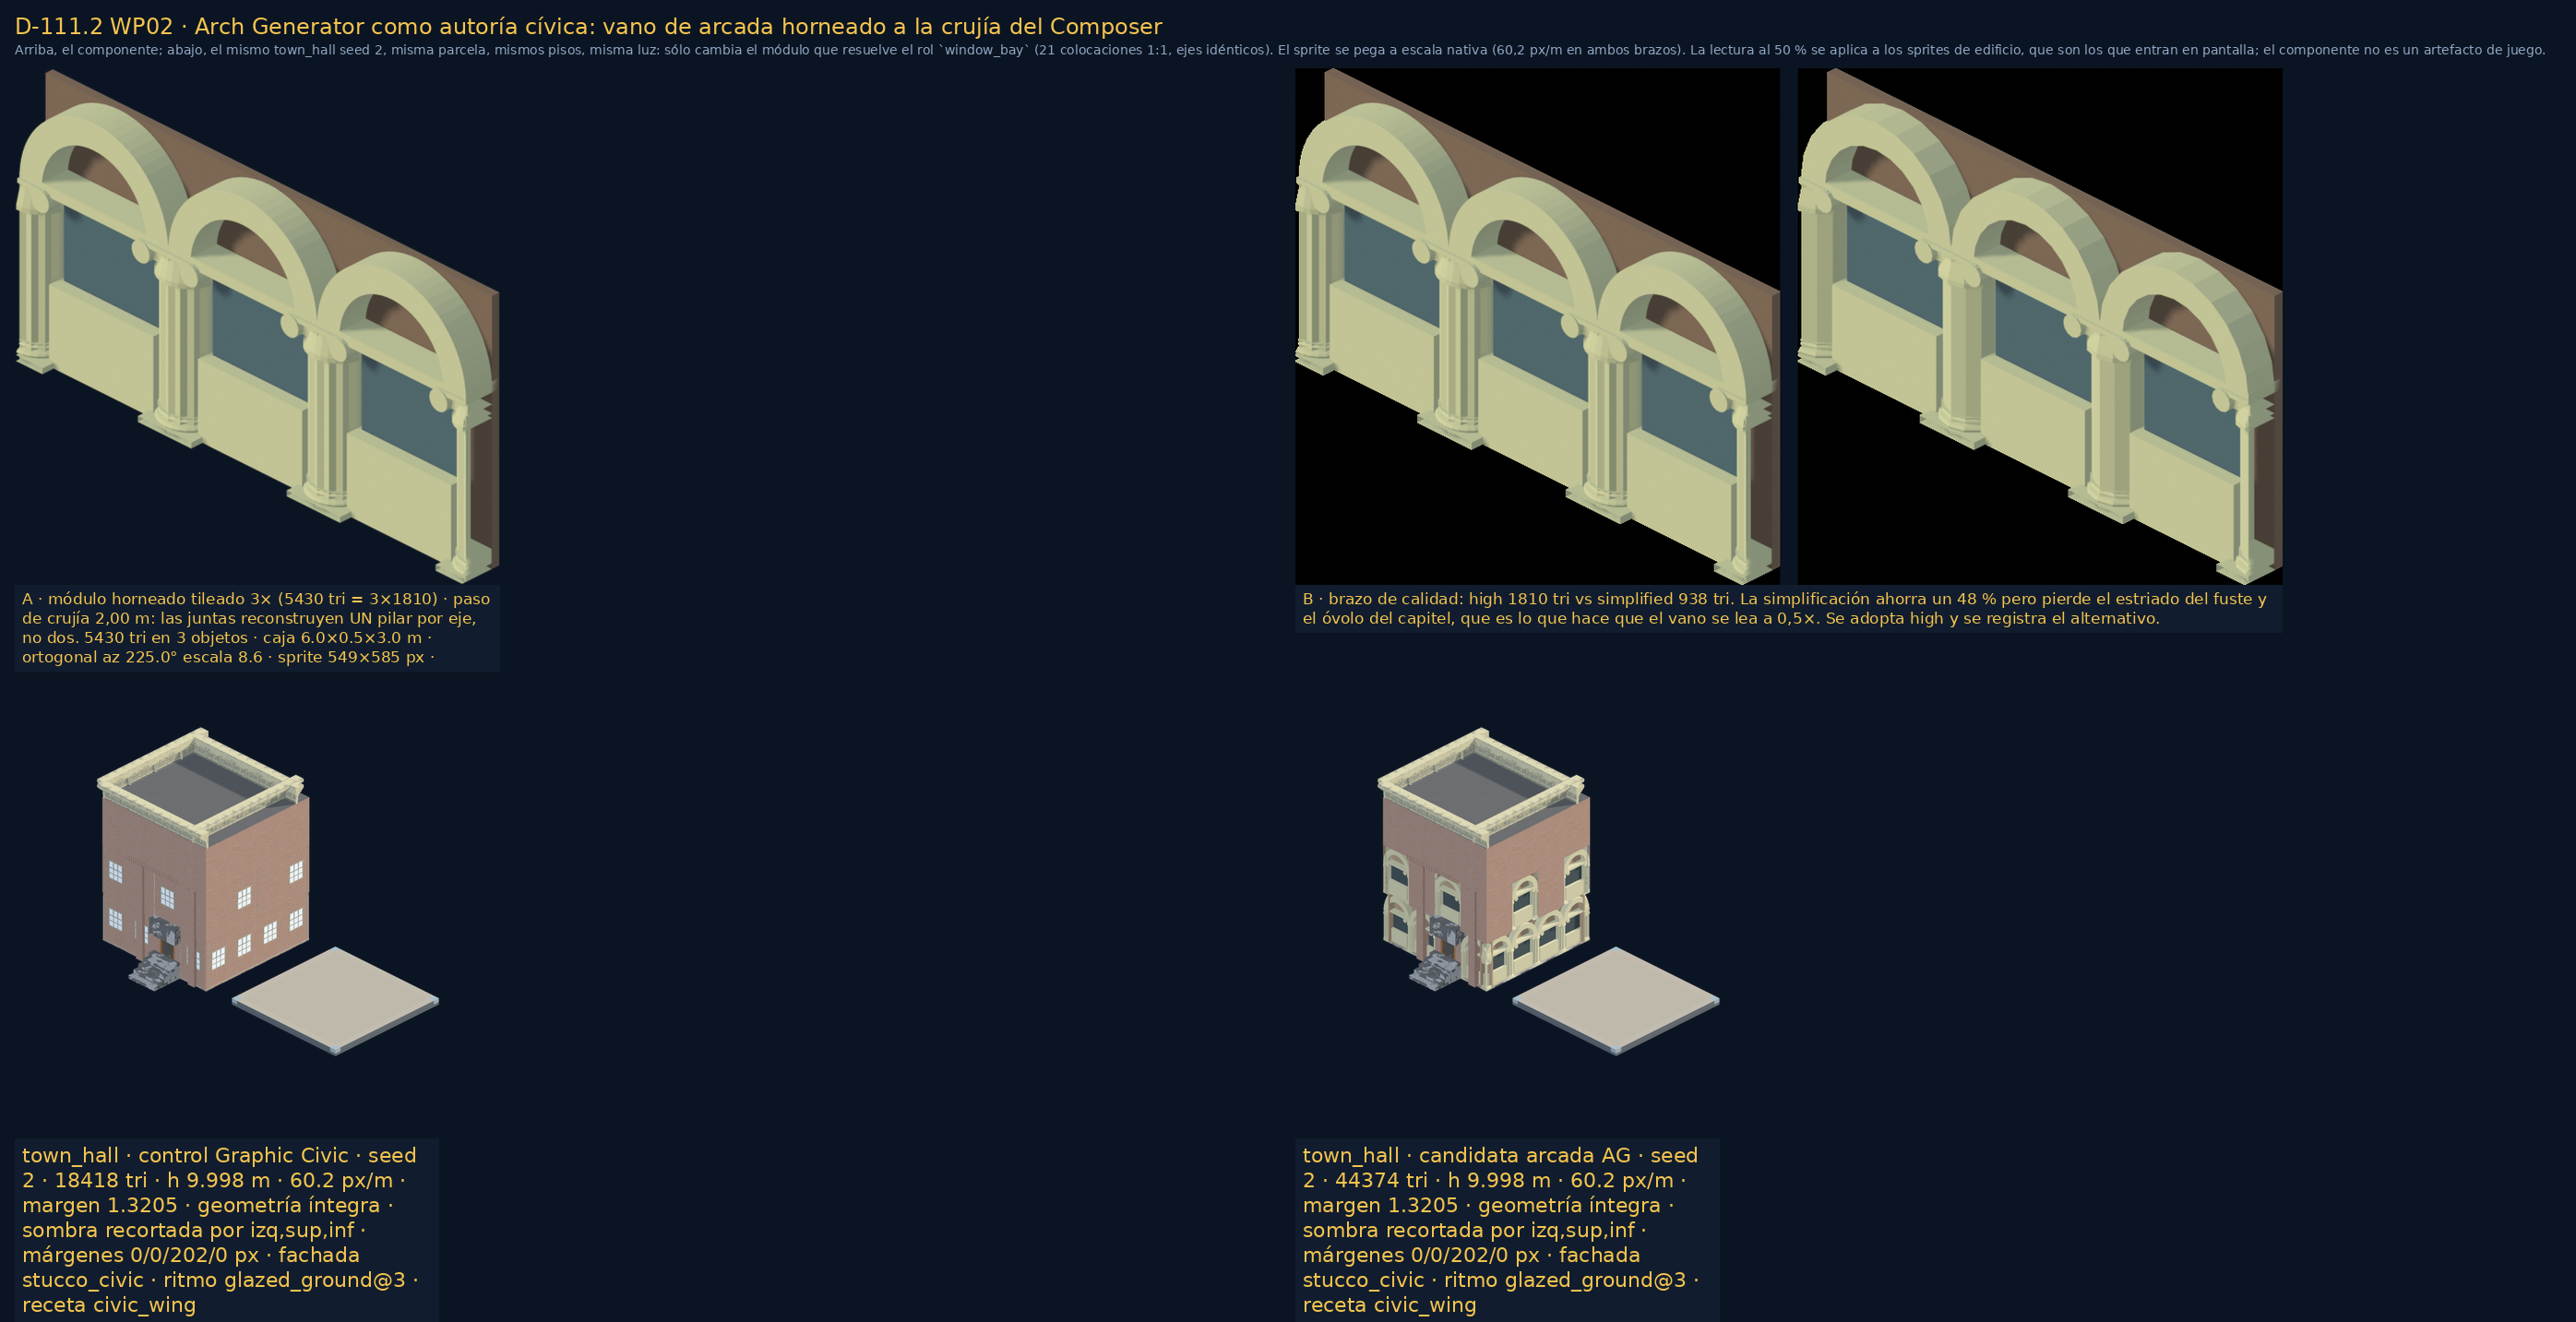 D-111.2 WP02 · Arch Generator como autoría cívica: vano de arcada horneado a la crujía del Composer
Arriba, el componente; abajo, el mismo town_hall seed 2, misma parcela, mismos pisos, misma luz: sólo cambia el módulo que resuelve el rol `window_bay` (21 colocaciones 1:1, ejes idénticos). El sprite se pega a escala nativa (60,2 px/m en ambos brazos). La lectura al 50 % se aplica a los sprites de edificio, que son los que entran en pantalla; el componente no es un artefacto de juego.
A · módulo horneado tileado 3× (5430 tri = 3×1810) · paso
de crujía 2,00 m: las juntas reconstruyen UN pilar por eje,
no dos. 5430 tri en 3 objetos · caja 6.0×0.5×3.0 m ·
ortogonal az 225.0° escala 8.6 · sprite 549×585 px ·
B · brazo de calidad: high 1810 tri vs simplified 938 tri. La simplificación ahorra un 48 % pero pierde el estriado del fuste y
el óvolo del capitel, que es lo que hace que el vano se lea a 0,5×. Se adopta high y se registra el alternativo.
town_hall · control Graphic Civic · seed
2 · 18418 tri · h 9.998 m · 60.2 px/m ·
margen 1.3205 · geometría íntegra ·
sombra recortada por izq,sup,inf ·
márgenes 0/0/202/0 px · fachada
stucco_civic · ritmo glazed_ground@3 ·
receta civic_wing
town_hall · candidata arcada AG · seed
2 · 44374 tri · h 9.998 m · 60.2 px/m ·
margen 1.3205 · geometría íntegra ·
sombra recortada por izq,sup,inf ·
márgenes 0/0/202/0 px · fachada
stucco_civic · ritmo glazed_ground@3 ·
receta civic_wing